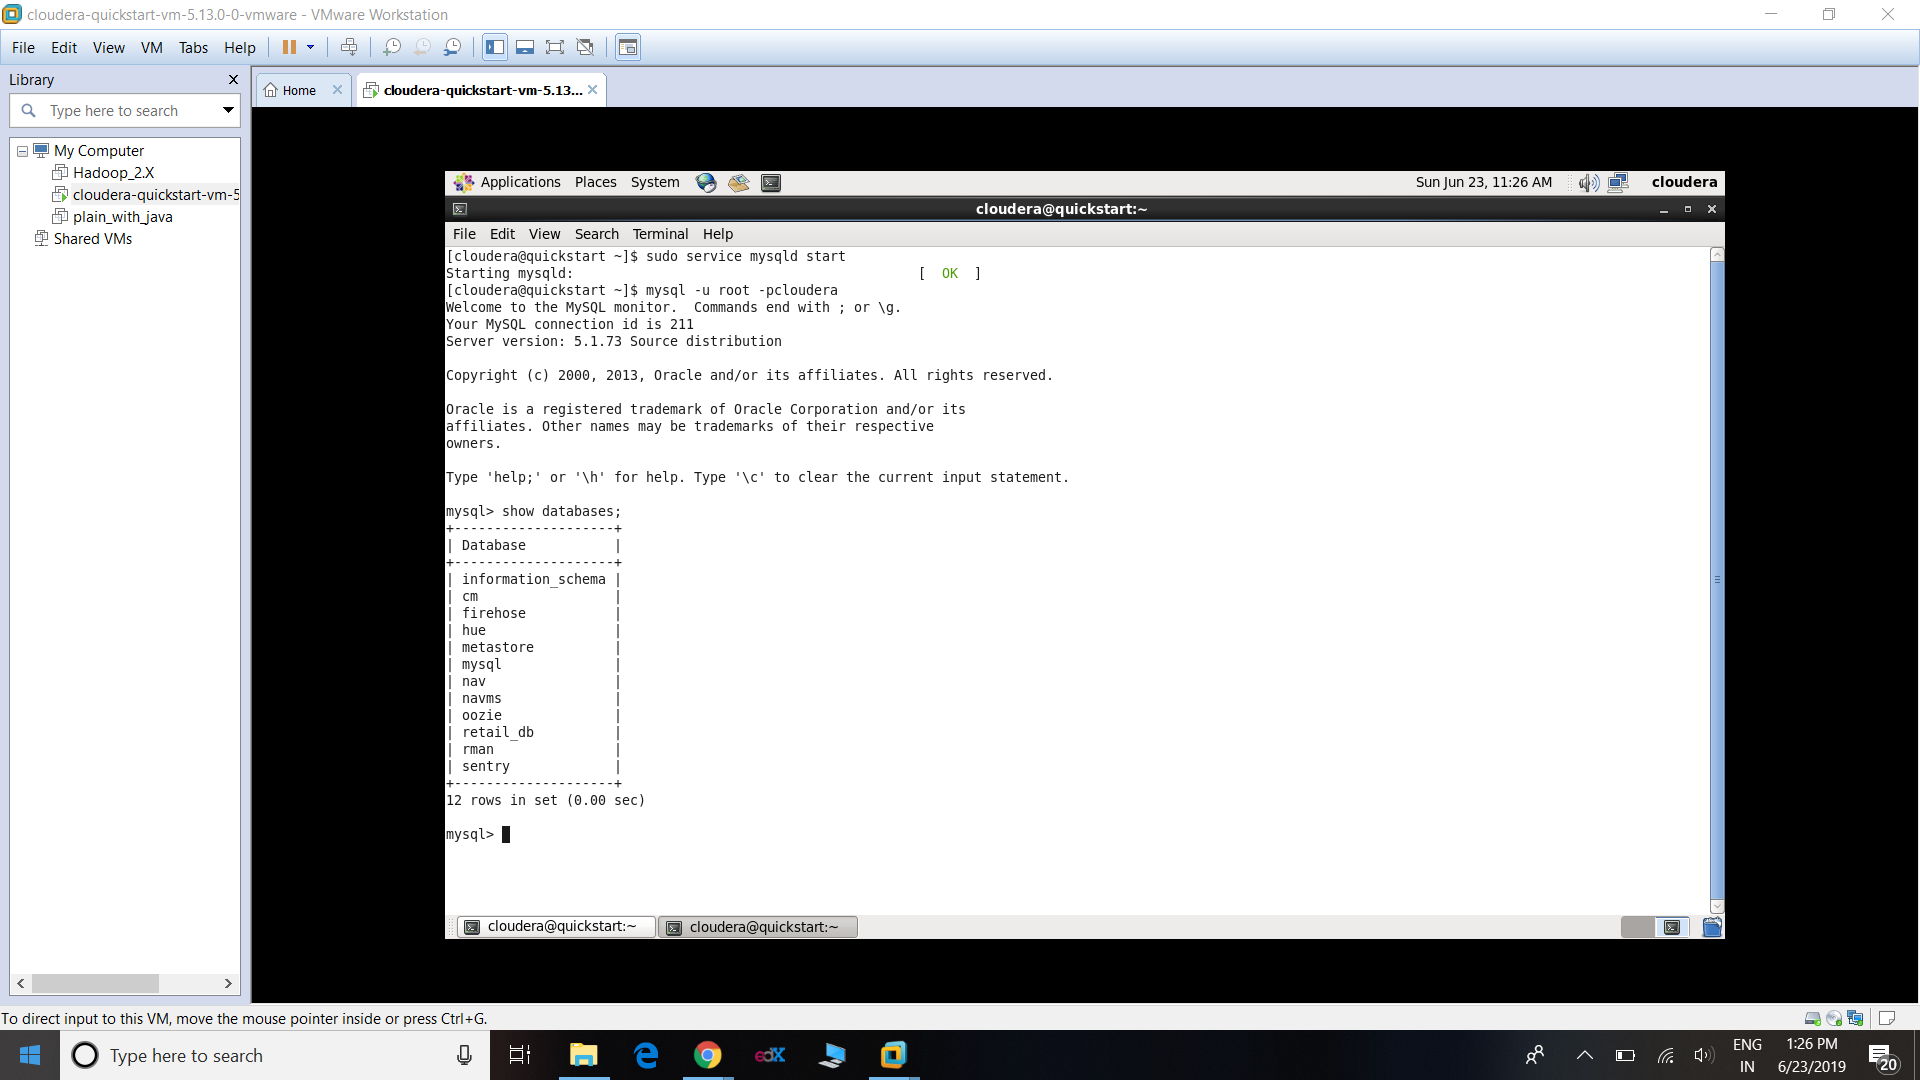 cloudera-quickstart-vm-5.13.0-0-vmware - VMware Workstation
File Edit View VM Tabs Help
Library
Type here to search
My Computer
Hadoop_2.X
cloudera-quickstart-vm-5
plain_with_java
Shared VMs
Home
cloudera-quickstart-vm-5.13...
Applications Places System
Sun Jun 23, 11:26 AM
cloudera
cloudera@quickstart:~
File Edit View Search Terminal Help
[cloudera@quickstart ~]$ sudo service mysqld start
Starting mysqld: [ OK ]
[cloudera@quickstart ~]$ mysql -u root -pcloudera
Welcome to the MySQL monitor.  Commands end with ; or \g.
Your MySQL connection id is 211
Server version: 5.1.73 Source distribution
Copyright (c) 2000, 2013, Oracle and/or its affiliates. All rights reserved.
Oracle is a registered trademark of Oracle Corporation and/or its
affiliates. Other names may be trademarks of their respective
owners.
Type 'help;' or '\h' for help. Type '\c' to clear the current input statement.
mysql> show databases;
+--------------------+
| Database           |
+--------------------+
| information_schema |
| cm                 |
| firehose           |
| hue                |
| metastore          |
| mysql              |
| nav                |
| navms              |
| oozie              |
| retail_db          |
| rman               |
| sentry             |
+--------------------+
12 rows in set (0.00 sec)
mysql>
cloudera@quickstart:~
cloudera@quickstart:~
To direct input to this VM, move the mouse pointer inside or press Ctrl+G.
Type here to search
edX
ENG
IN
1:26 PM
6/23/2019
20